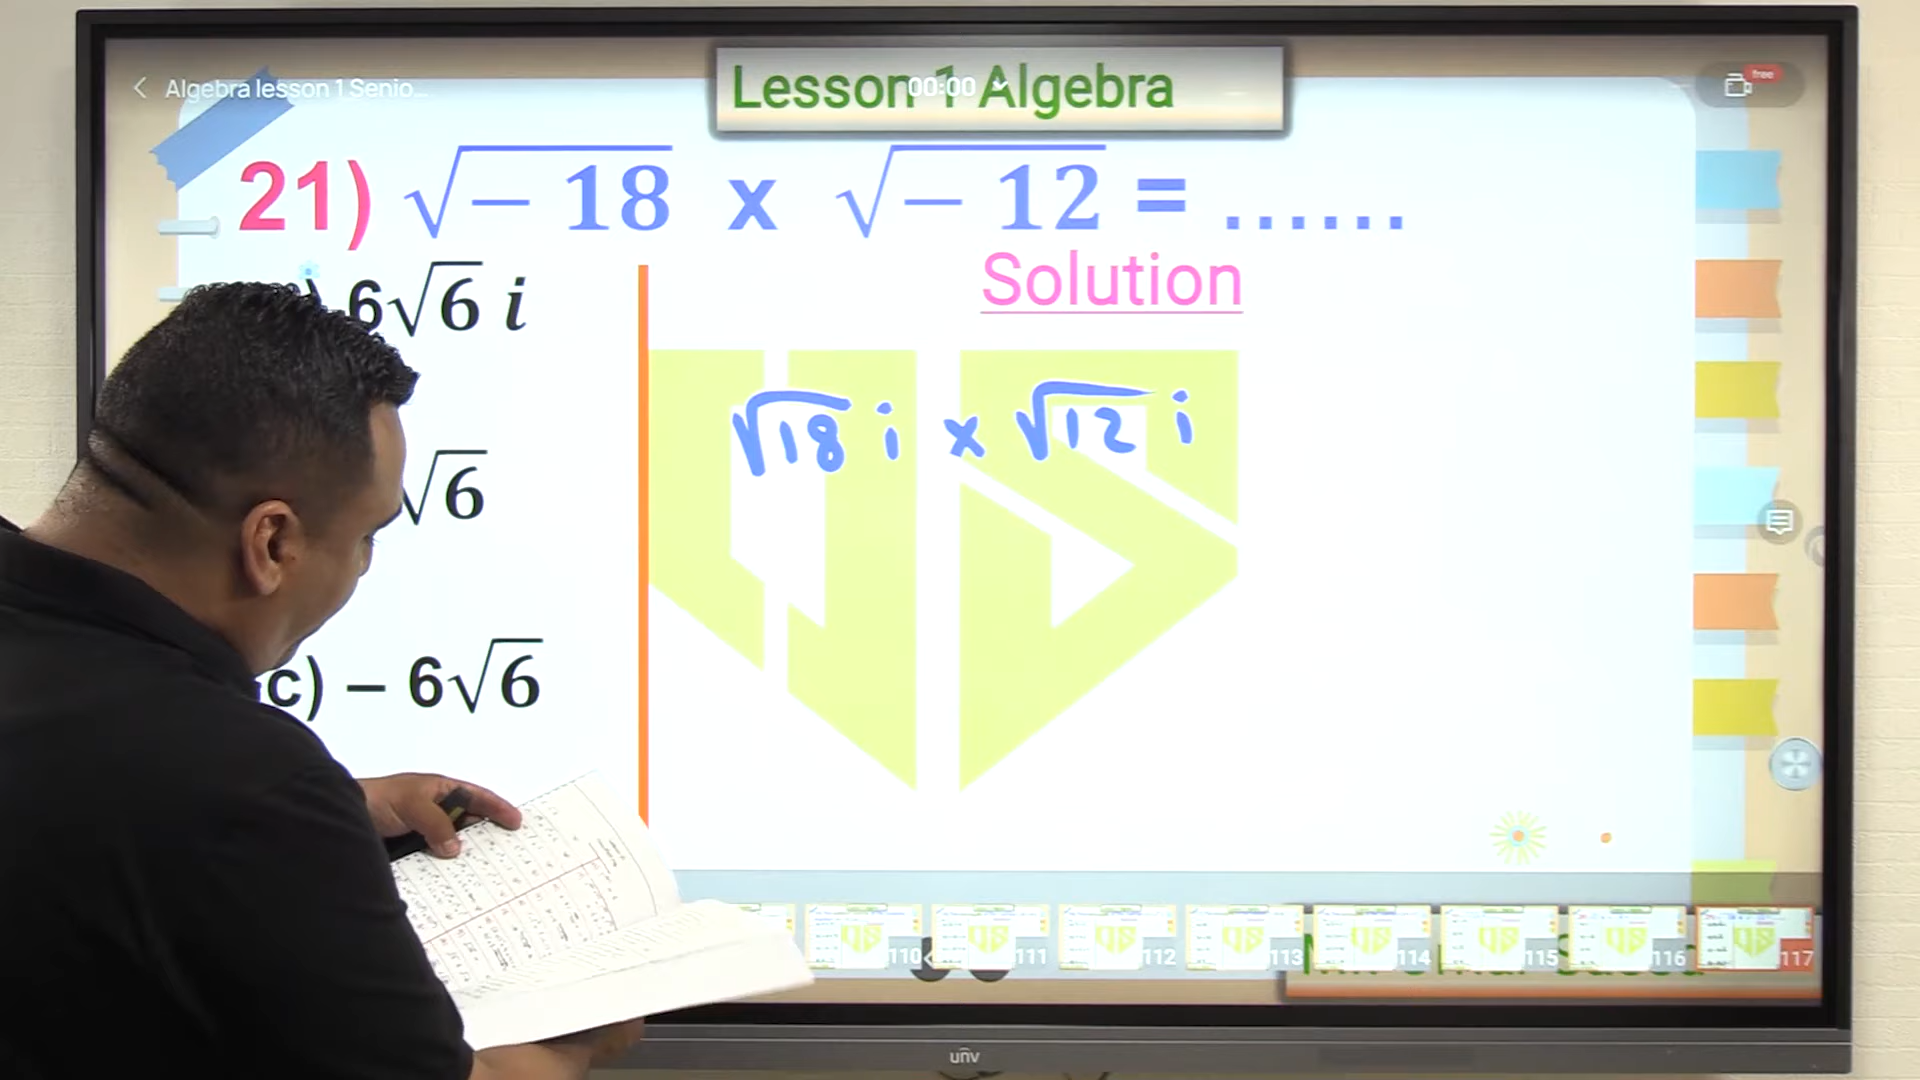 Algebra lesson 1 Senio...
00:00
free
Lesson 1 Algebra
21) √− 18 x √− 12 = ......
Solution
6√6 i
√18 i × √12 i
√6
c) − 6√6
110
111
112
113
114
115
116
117
unv